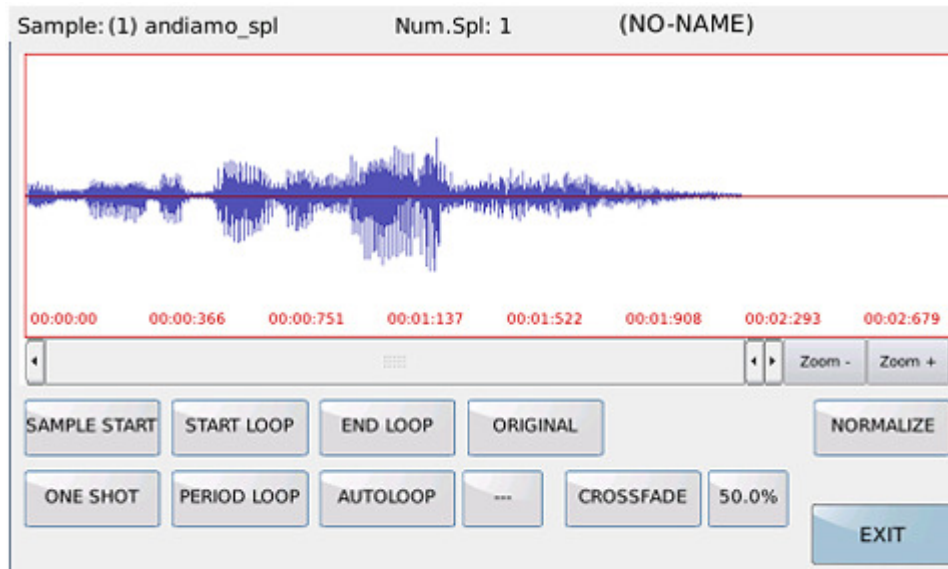 Sample: (1) andiamo_spl Num.Spl: 1 (NO-NAME)
00:00:00 00:00:366 00:00:751 00:01:137 00:01:522 00:01:908 00:02:293 00:02:679
Zoom - Zoom +
SAMPLE START START LOOP END LOOP ORIGINAL NORMALIZE
ONE SHOT PERIOD LOOP AUTOLOOP --- CROSSFADE 50.0%
EXIT